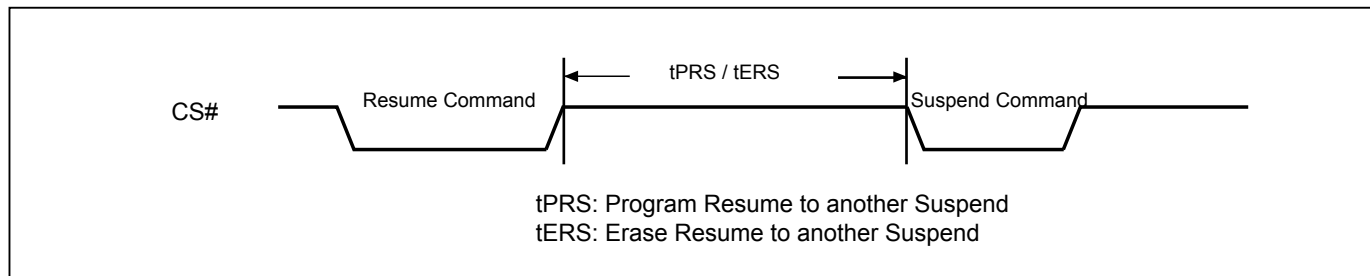 tPRS / tERS
CS#
Resume Command
Suspend Command
tPRS: Program Resume to another Suspend
tERS: Erase Resume to another Suspend